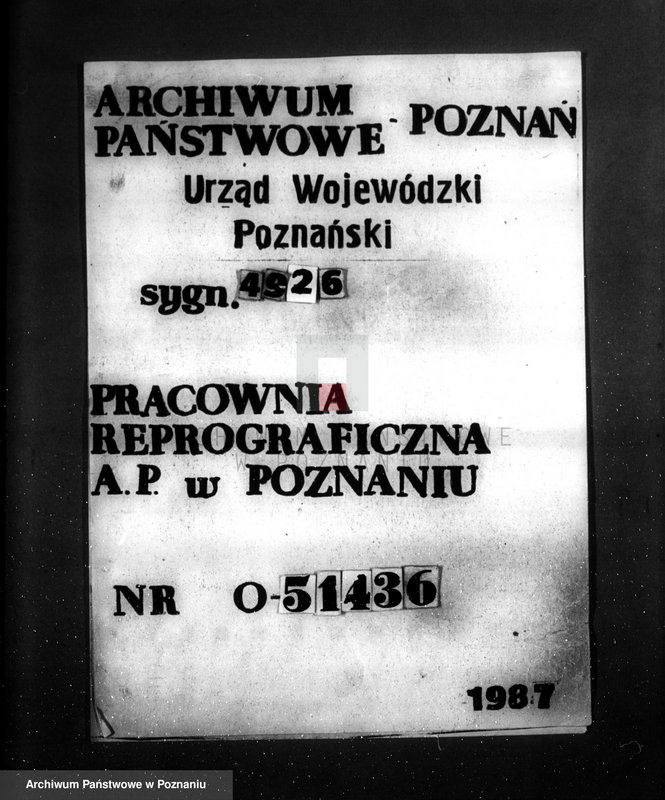 ARCHIWUM
PAŃSTWOWE - POZNAŃ
Urząd Wojewódzki
Poznański
sygn. 4926
PRACOWNIA
REPROGRAFICZNA
A.P. w POZNANIU
NR O-51436
1987
Archiwum Państwowe w Poznaniu